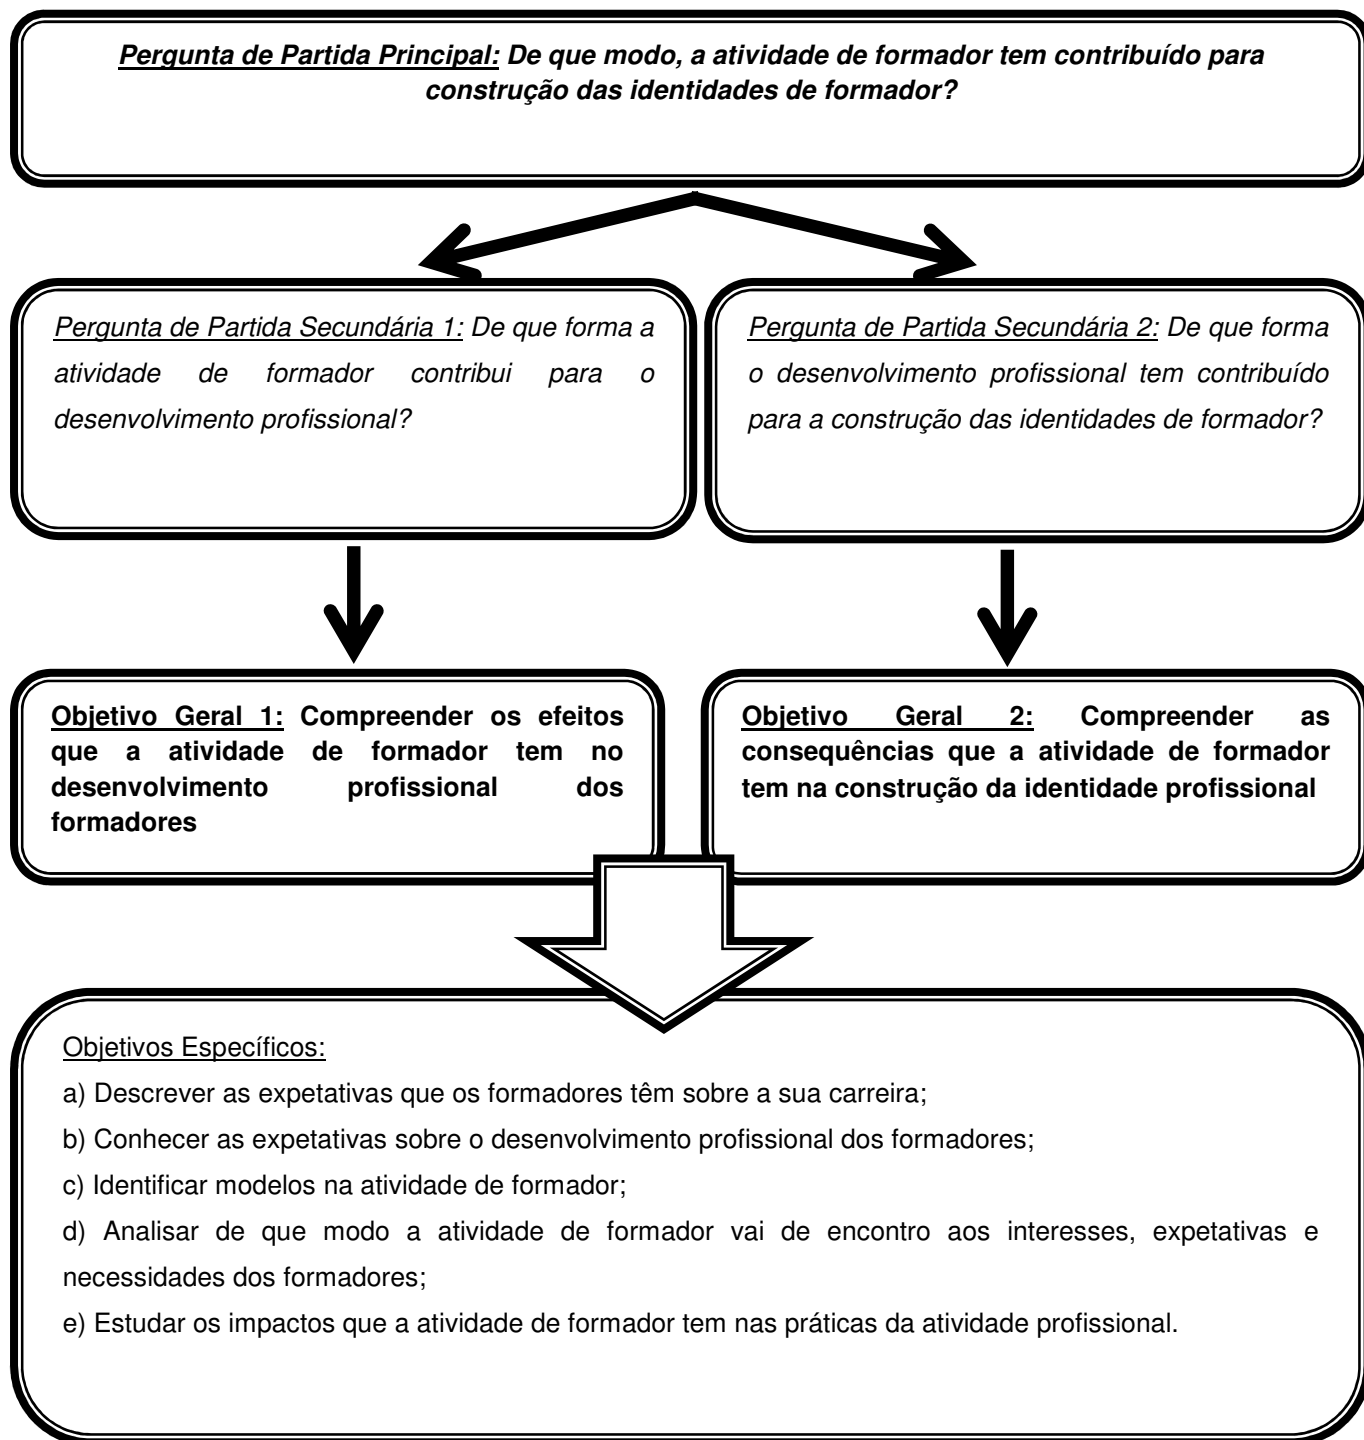 Pergunta de Partida Principal: De que modo, a atividade de formador tem contribuído para
construção das identidades de formador?
Pergunta de Partida Secundária 1: De que forma a
atividade de formador contribui para o
desenvolvimento profissional?
Pergunta de Partida Secundária 2: De que forma
o desenvolvimento profissional tem contribuído
para a construção das identidades de formador?
Objetivo Geral 1: Compreender os efeitos
que a atividade de formador tem no
desenvolvimento profissional dos
formadores
Objetivo Geral 2: Compreender as
consequências que a atividade de formador
tem na construção da identidade profissional
Objetivos Específicos:
a) Descrever as expetativas que os formadores têm sobre a sua carreira;
b) Conhecer as expetativas sobre o desenvolvimento profissional dos formadores;
c) Identificar modelos na atividade de formador;
d) Analisar de que modo a atividade de formador vai de encontro aos interesses, expetativas e
necessidades dos formadores;
e) Estudar os impactos que a atividade de formador tem nas práticas da atividade profissional.